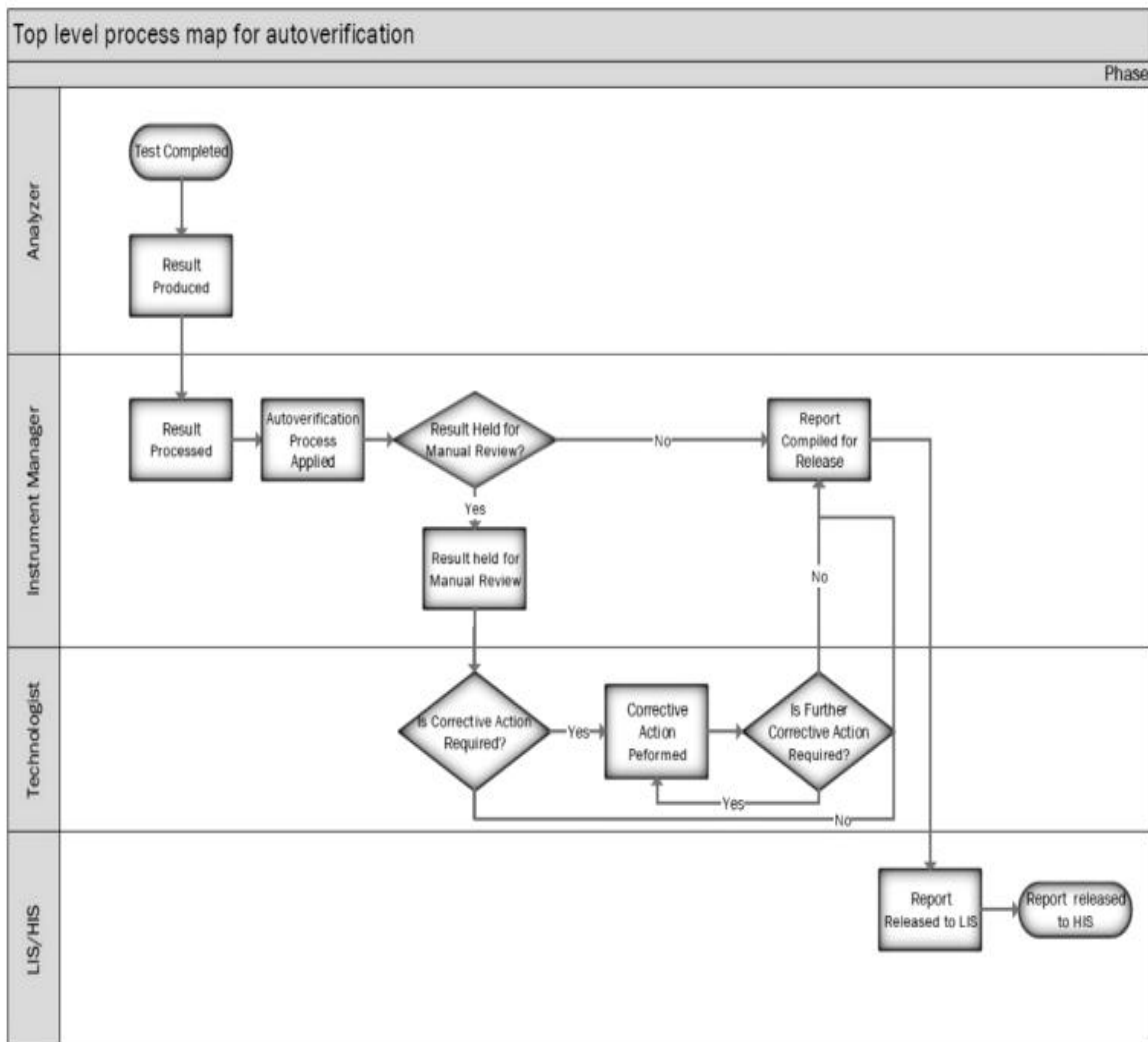 Top level process map for autoverification
Phase
Analyzer
Test Completed
Result
Produced
Instrument Manager
Result
Processed
Autoverification
Process
Applied
Result Held for
Manual Review?
No
Report
Compiled for
Release
Yes
Result held for
Manual Review
No
Technologist
Is Corrective Action
Required?
Yes
Corrective
Action
Peformed
Is Further
Corrective Action
Required?
Yes
No
LIS/HIS
Report
Released to LIS
Report released
to HIS